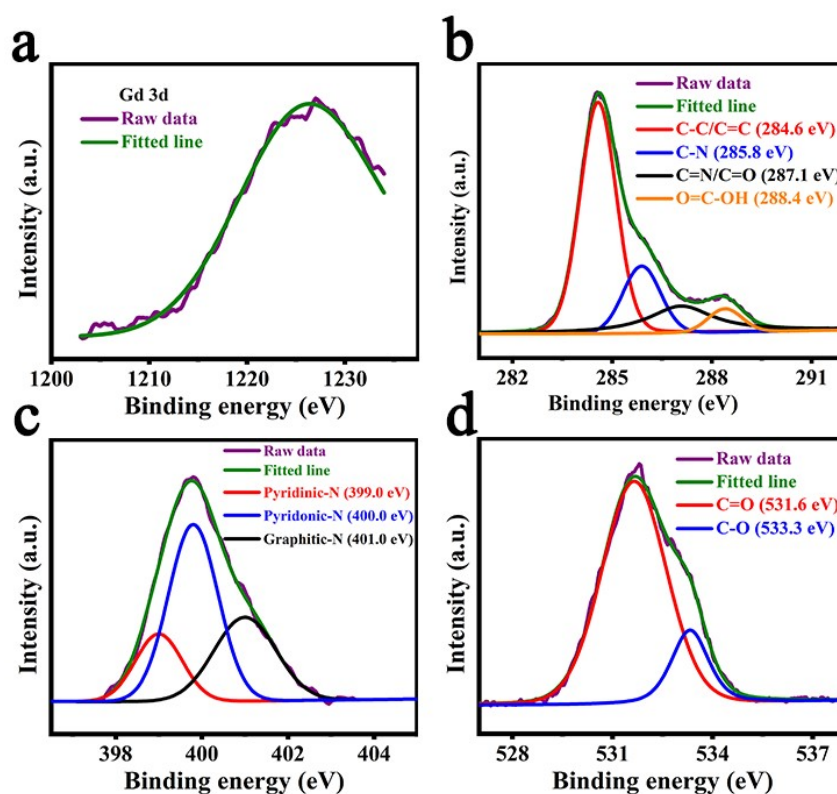 a
Gd 3d
Raw data
Fitted line
Intensity (a.u.)
1200 1210 1220 1230
Binding energy (eV)
b
Raw data
Fitted line
C-C/C=C (284.6 eV)
C-N (285.8 eV)
C=N/C=O (287.1 eV)
O=C-OH (288.4 eV)
Intensity (a.u.)
282 285 288 291
Binding energy (eV)
c
Raw data
Fitted line
Pyridinic-N (399.0 eV)
Pyridonic-N (400.0 eV)
Graphitic-N (401.0 eV)
Intensity (a.u.)
398 400 402 404
Binding energy (eV)
d
Raw data
Fitted line
C=O (531.6 eV)
C-O (533.3 eV)
Intensity (a.u.)
528 531 534 537
Binding energy (eV)